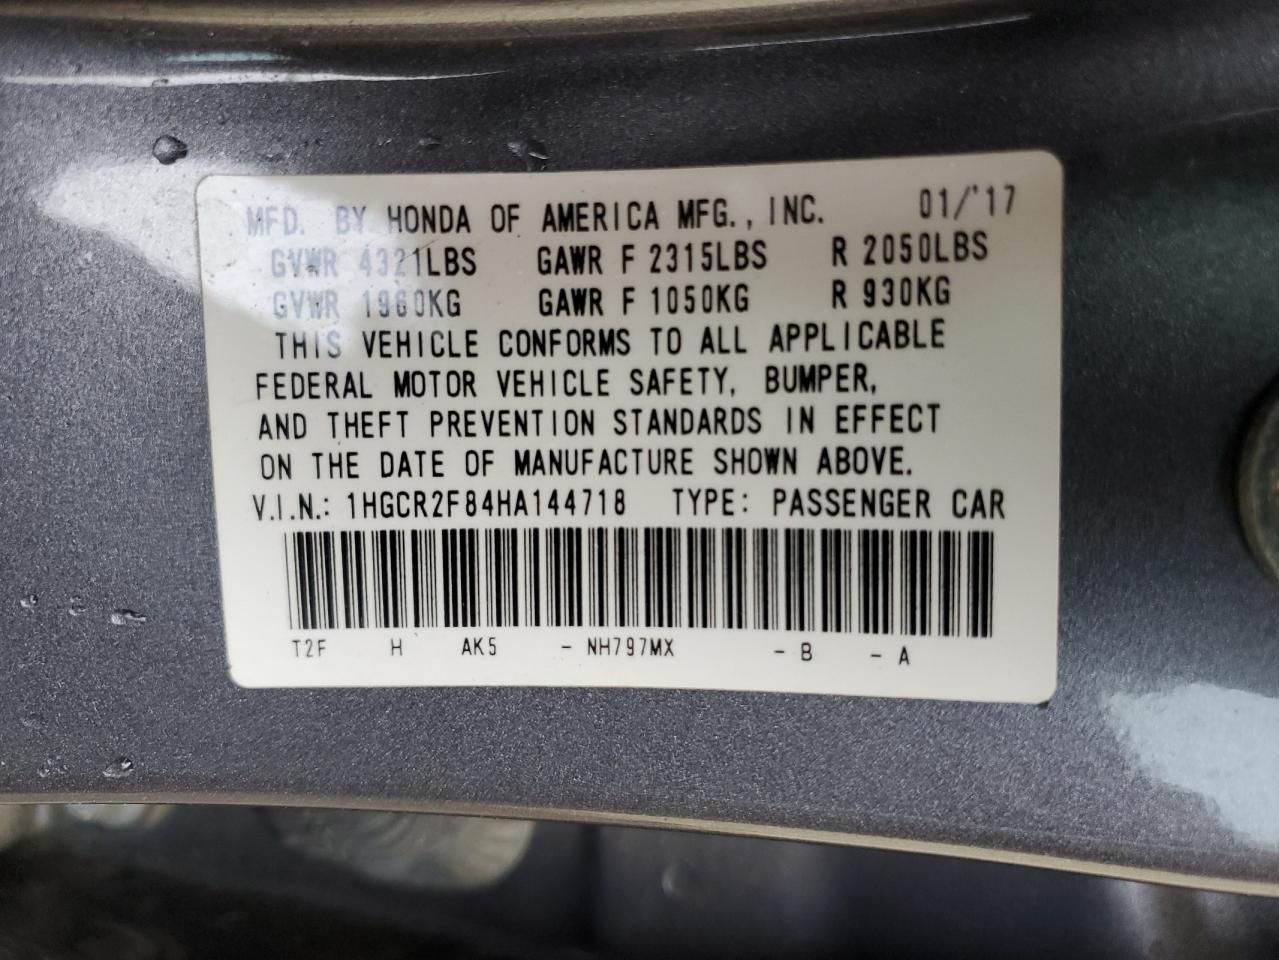 MFD. BY HONDA OF AMERICA MFG., INC. 01/'17
GVWR 4321LBS GAWR F 2315LBS R 2050LBS
GVWR 1960KG GAWR F 1050KG R 930KG
THIS VEHICLE CONFORMS TO ALL APPLICABLE
FEDERAL MOTOR VEHICLE SAFETY, BUMPER,
AND THEFT PREVENTION STANDARDS IN EFFECT
ON THE DATE OF MANUFACTURE SHOWN ABOVE.
V.I.N.: 1HGCR2F84HA144718 TYPE: PASSENGER CAR
T2F H AK5 - NH797MX - B - A